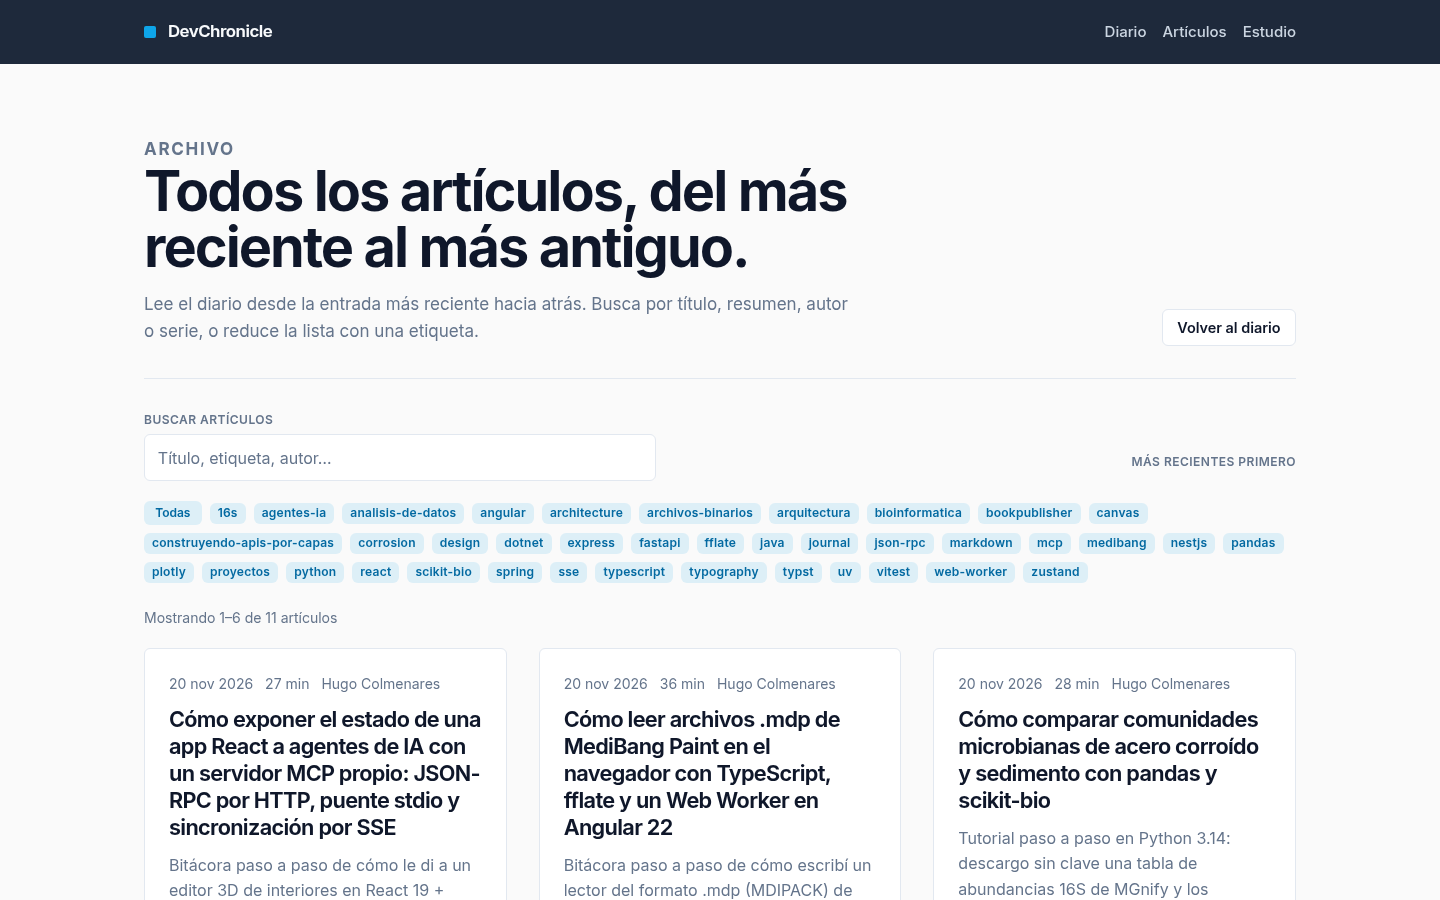 DevChronicle
Diario Artículos Estudio
ARCHIVO
Todos los artículos, del más
reciente al más antiguo.
Lee el diario desde la entrada más reciente hacia atrás. Busca por título, resumen, autor
o serie, o reduce la lista con una etiqueta.
Volver al diario
BUSCAR ARTÍCULOS
Título, etiqueta, autor...
MÁS RECIENTES PRIMERO
Todas 16s agentes-ia analisis-de-datos angular architecture archivos-binarios arquitectura bioinformatica bookpublisher canvas
construyendo-apis-por-capas corrosion design dotnet express fastapi fflate java journal json-rpc markdown mcp medibang nestjs pandas
plotly proyectos python react scikit-bio spring sse typescript typography typst uv vitest web-worker zustand
Mostrando 1–6 de 11 artículos
20 nov 2026 27 min Hugo Colmenares
Cómo exponer el estado de una
app React a agentes de IA con
un servidor MCP propio: JSON-
RPC por HTTP, puente stdio y
sincronización por SSE
Bitácora paso a paso de cómo le di a un
editor 3D de interiores en React 19 +
20 nov 2026 36 min Hugo Colmenares
Cómo leer archivos .mdp de
MediBang Paint en el
navegador con TypeScript,
fflate y un Web Worker en
Angular 22
Bitácora paso a paso de cómo escribí un
lector del formato .mdp (MDIPACK) de
20 nov 2026 28 min Hugo Colmenares
Cómo comparar comunidades
microbianas de acero corroído
y sedimento con pandas y
scikit-bio
Tutorial paso a paso en Python 3.14:
descargo sin clave una tabla de
abundancias 16S de MGnify y los